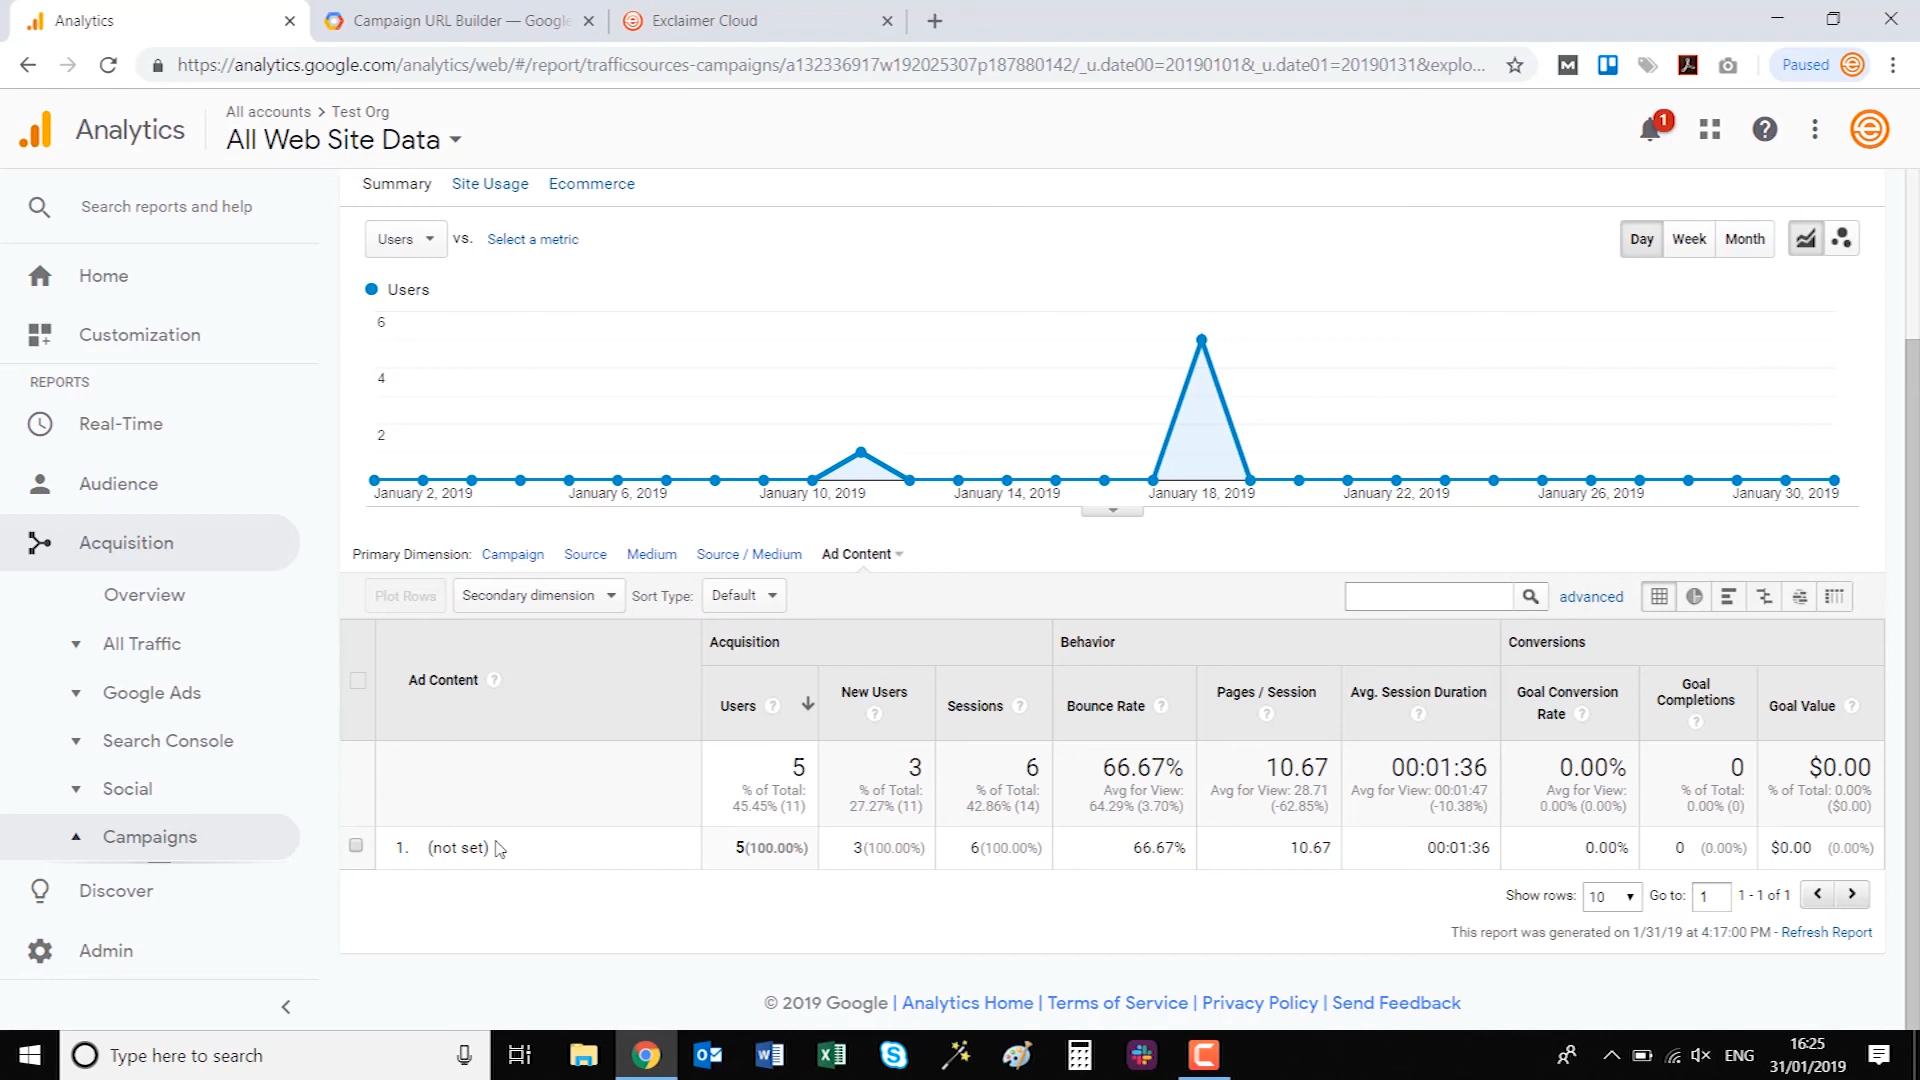 Analytics
Campaign URL Builder — Google
Exclaimer Cloud
https://analytics.google.com/analytics/web/#/report/trafficsources-campaigns/a132336917w192025307p187880142/_u.date00=20190101&_u.date01=20190131&explo...
Paused
Analytics
All accounts > Test Org
All Web Site Data
1
Search reports and help
Home
Customization
REPORTS
Real-Time
Audience
Acquisition
Overview
All Traffic
Google Ads
Search Console
Social
Campaigns
Discover
Admin
Summary Site Usage Ecommerce
Users VS. Select a metric
Day Week Month
Users
6
4
2
January 2, 2019 January 6, 2019 January 10, 2019 January 14, 2019 January 18, 2019 January 22, 2019 January 26, 2019 January 30, 2019
Primary Dimension: Campaign Source Medium Source / Medium Ad Content
Plot Rows Secondary dimension Sort Type: Default advanced
Acquisition Behavior Conversions
Ad Content ?
Users ? New Users ? Sessions ? Bounce Rate ? Pages / Session ? Avg. Session Duration ? Goal Conversion Rate ? Goal Completions ? Goal Value ?
5 3 6 66.67% 10.67 00:01:36 0.00% 0 $0.00
% of Total: % of Total: % of Total: Avg for View: Avg for View: 28.71 Avg for View: 00:01:47 Avg for View: % of Total: % of Total: 0.00%
45.45% (11) 27.27% (11) 42.86% (14) 64.29% (3.70%) (-62.85%) (-10.38%) 0.00% (0.00%) 0.00% (0) ($0.00)
1. (not set) 5(100.00%) 3(100.00%) 6(100.00%) 66.67% 10.67 00:01:36 0.00% 0 (0.00%) $0.00 (0.00%)
Show rows: 10 Go to: 1 1 - 1 of 1
This report was generated on 1/31/19 at 4:17:00 PM - Refresh Report
© 2019 Google | Analytics Home | Terms of Service | Privacy Policy | Send Feedback
Type here to search
ENG
16:25
31/01/2019